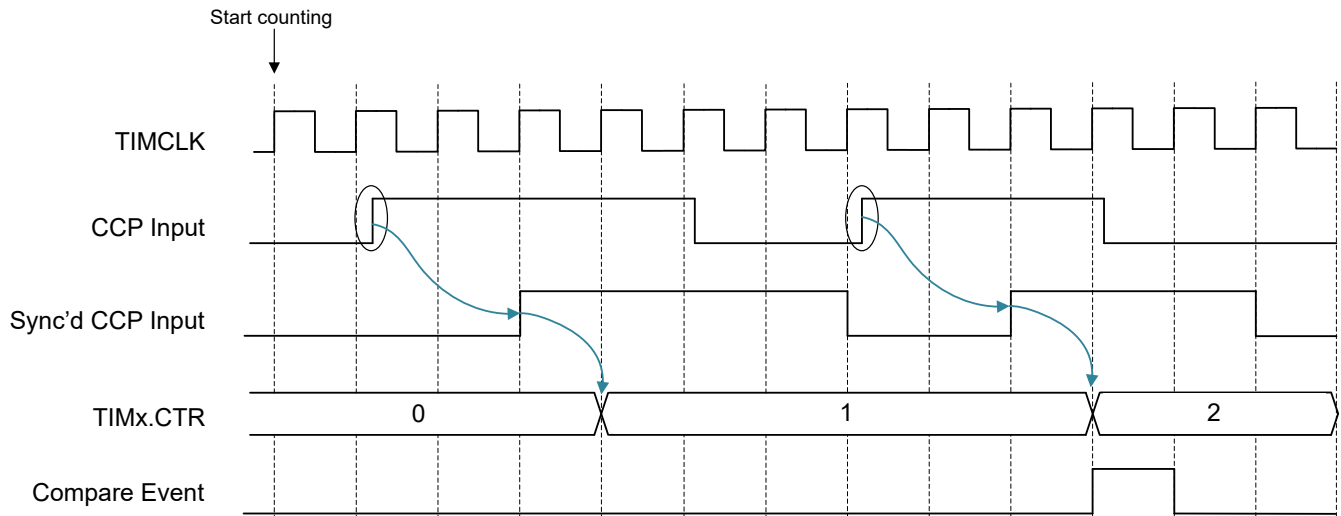 Start counting
TIMCLK
CCP Input
Sync'd CCP Input
TIMx.CTR
0
1
2
Compare Event